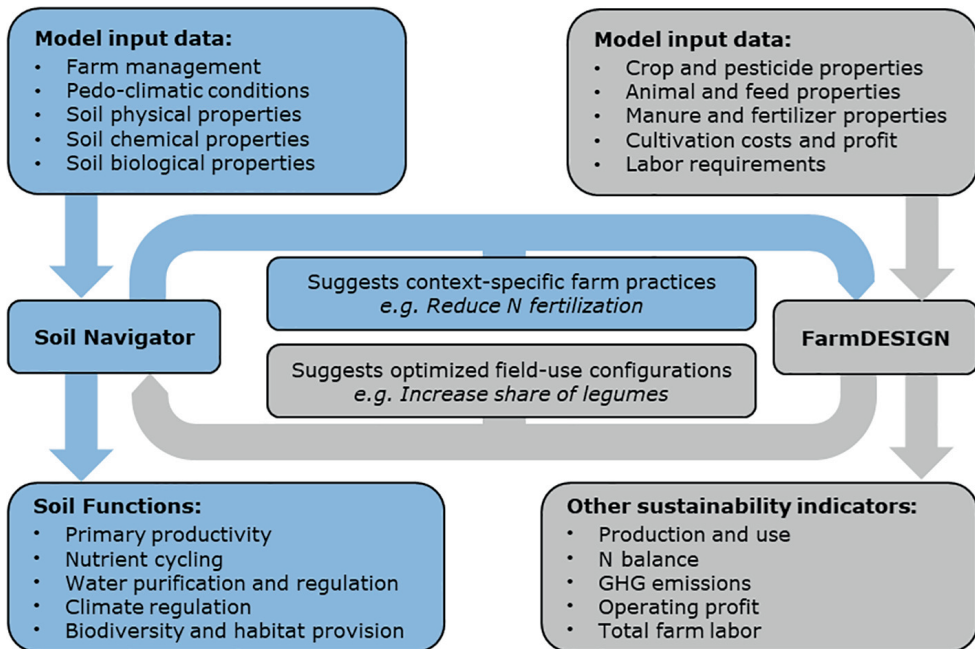 Model input data:
• Farm management
• Pedo-climatic conditions
• Soil physical properties
• Soil chemical properties
• Soil biological properties
Model input data:
• Crop and pesticide properties
• Animal and feed properties
• Manure and fertilizer properties
• Cultivation costs and profit
• Labor requirements
Suggests context-specific farm practices
e.g. Reduce N fertilization
Soil Navigator
FarmDESIGN
Suggests optimized field-use configurations
e.g. Increase share of legumes
Soil Functions:
• Primary productivity
• Nutrient cycling
• Water purification and regulation
• Climate regulation
• Biodiversity and habitat provision
Other sustainability indicators:
• Production and use
• N balance
• GHG emissions
• Operating profit
• Total farm labor